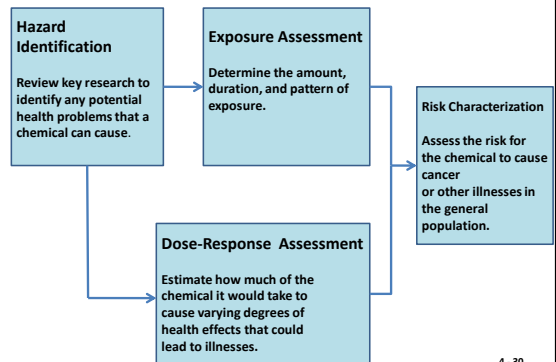 Hazard
Identification
Review key research to
identify any potential
health problems that a
chemical can cause.
Exposure Assessment
Determine the amount,
duration, and pattern of
exposure.
Dose-Response Assessment
Estimate how much of the
chemical it would take to
cause varying degrees of
health effects that could
lead to illnesses.
Risk Characterization
Assess the risk for
the chemical to cause
cancer
or other illnesses in
the general
population.
4 - 30